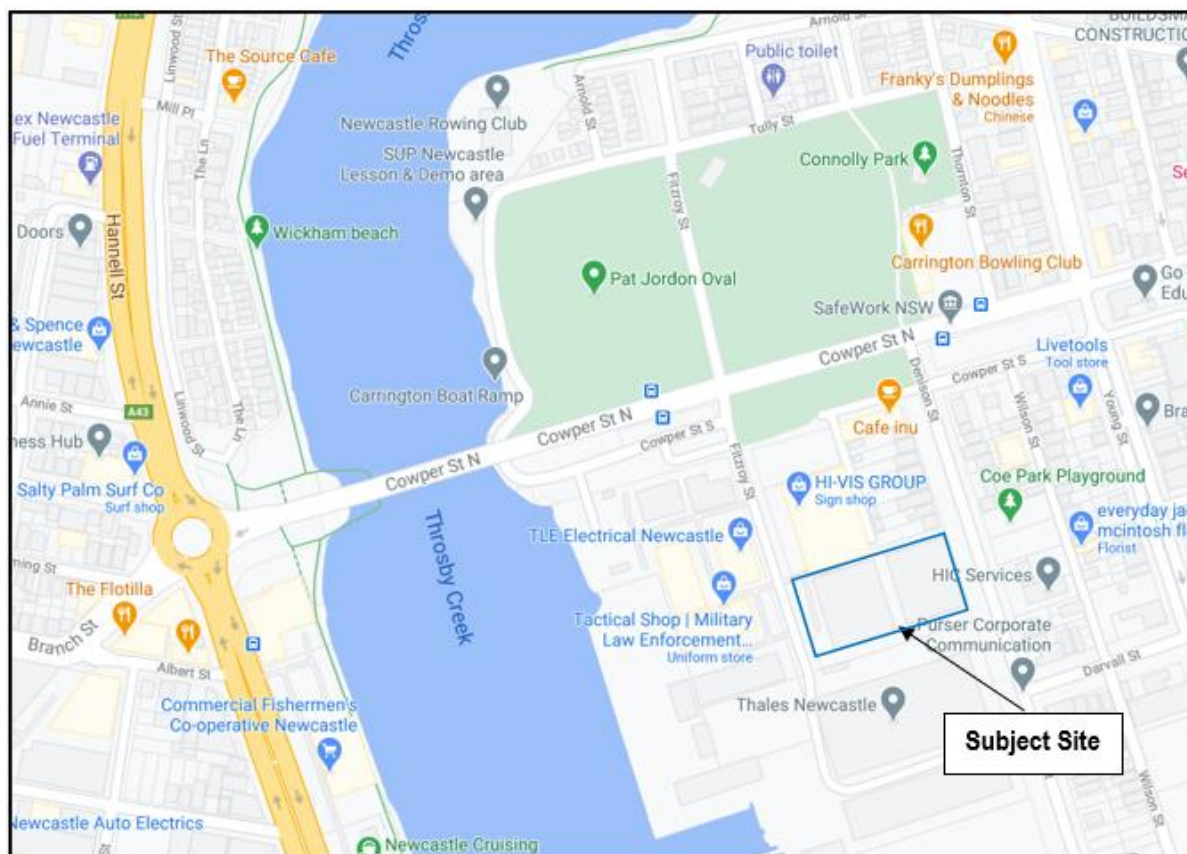 Linwood St
The Source Cafe
Mill Pl
The Ln
ex Newcastle
Fuel Terminal
Doors
Hannell St
& Spence
ewcastle
A43
Annie St
ness Hub
Linwood St
The Ln
Salty Palm Surf Co
Surf shop
The Flotilla
Branch St
Albert St
Commercial Fishermen's
Co-operative Newcastle
Newcastle Auto Electrics
Newcastle Cruising
Wickham beach
Throsby Creek
Newcastle Rowing Club
SUP Newcastle
Lesson & Demo area
Carrington Boat Ramp
Pat Jordon Oval
Arnold St
Tully St
Fitzroy St
Public toilet
Arnold St
Franky's Dumplings
& Noodles
Chinese
CONSTRUCTIO
Connolly Park
Thornton St
Se
Carrington Bowling Club
SafeWork NSW
Go
Edu
Cowper St N
Cowper St N
Cowper St N
Cowper St S
Cowper St S
Livetools
Tool store
Denison St
Wilson St
Young St
Bra
Cafe inu
Fitzroy St
HI-VIS GROUP
Sign shop
Coe Park Playground
everyday ja
mcintosh fl
Florist
TLE Electrical Newcastle
Tactical Shop | Military
Law Enforcement...
Uniform store
HIC Services
Purser Corporate
Communication
Darvall St
Thales Newcastle
Wilson St
Subject Site